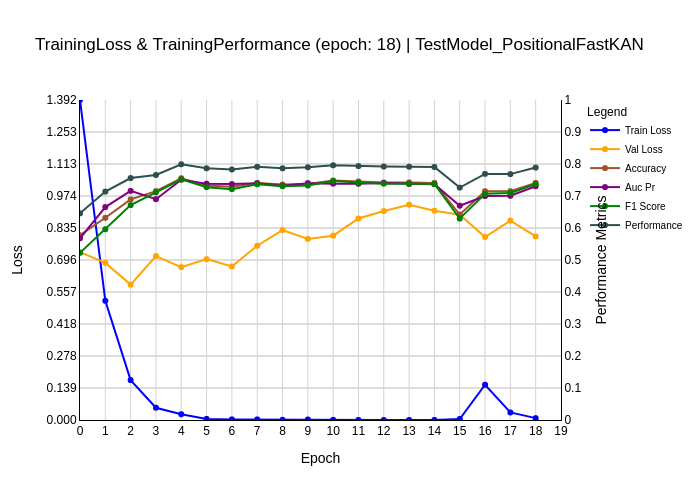 TrainingLoss & TrainingPerformance (epoch: 18) | TestModel_PositionalFastKAN
Legend
Train Loss
Val Loss
Accuracy
Auc Pr
F1 Score
Performance
Loss
1.392
1.253
1.113
0.974
0.835
0.696
0.557
0.418
0.278
0.139
0.000
1
0.9
0.8
0.7
0.6
0.5
0.4
0.3
0.2
0.1
0
Performance Metrics
0 1 2 3 4 5 6 7 8 9 10 11 12 13 14 15 16 17 18 19
Epoch